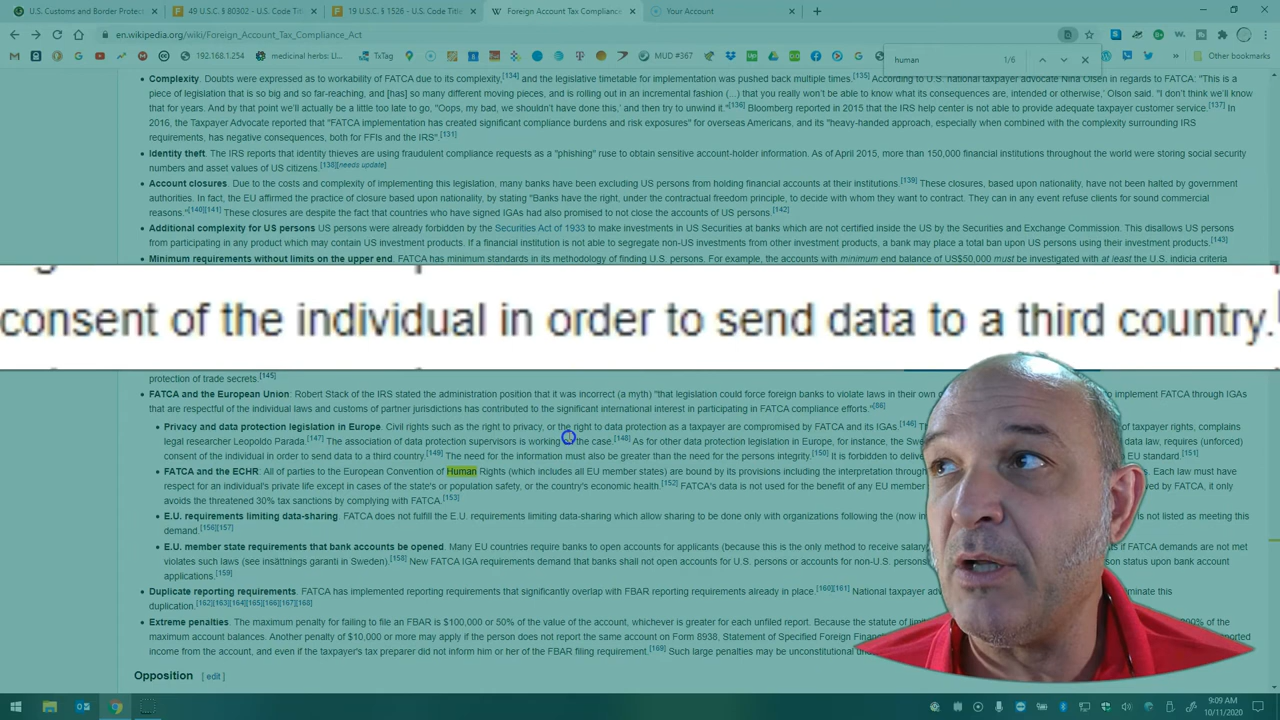 U.S. Customs and Border Protec
49 U.S.C. § 80302 - U.S. Code Title
19 U.S.C. § 1526 - U.S. Code Title
Foreign Account Tax Compliance
Your Account
en.wikipedia.org/wiki/Foreign_Account_Tax_Compliance_Act
192.168.1.254
medicinal herbs:
TxTag
MUD #367
Other bookmarks
human 1/6
Complexity. Doubts were expressed as to workability of FATCA due to its complexity,[134] and the legislative timetable for implementation was pushed back multiple times.[135] According to U.S. national taxpayer advocate Nina Olsen in regards to FATCA: "This is a
piece of legislation that is so big and so far-reaching, and [has] so many different moving pieces, and is rolling out in an incremental fashion (...) that you really won't be able to know what its consequences are, intended or otherwise,' Olson said. "I don't think we'll know
that for years. And by that point we'll actually be a little too late to go, "Oops, my bad, we shouldn't have done this,' and then try to unwind it."[136] Bloomberg reported in 2015 that the IRS help center is not able to provide adequate taxpayer customer service.[137] In
2016, the Taxpayer Advocate reported that "FATCA implementation has created significant compliance burdens and risk exposures" for overseas Americans, and its "heavy-handed approach, especially when combined with the complexity surrounding IRS
requirements, has negative consequences, both for FFIs and the IRS".[131]
Identity theft. The IRS reports that identity thieves are using fraudulent compliance requests as a "phishing" ruse to obtain sensitive account-holder information. As of April 2015, more than 150,000 financial institutions throughout the world were storing social security
numbers and asset values of US citizens.[138][needs update]
Account closures. Due to the costs and complexity of implementing this legislation, many banks have been excluding US persons from holding financial accounts at their institutions.[139] These closures, based upon nationality, have not been halted by government
authorities. In fact, the EU affirmed the practice of closure based upon nationality, by stating "Banks have the right, under the contractual freedom principle, to decide with whom they want to contract. They can in any event refuse clients for sound commercial
reasons."[140][141] These closures are despite the fact that countries who have signed IGAs had also promised to not close the accounts of US persons.[142]
Additional complexity for US persons US persons were already forbidden by the Securities Act of 1933 to make investments in US Securities at banks which are not certified inside the US by the Securities and Exchange Commission. This disallows US persons
from participating in any product which may contain US investment products. If a financial institution is not able to segregate non-US investments from other investment products, a bank may place a total ban upon US persons using their investment products.[143]
Minimum requirements without limits on the upper end. FATCA has minimum standards in its methodology of finding U.S. persons. For example, the accounts with minimum end balance of US$50,000 must be investigated with at least the U.S. indicia criteria
consent of the individual in order to send data to a third country.
protection of trade secrets.[145]
FATCA and the European Union: Robert Stack of the IRS stated the administration position that it was incorrect (a myth) "that legislation could force foreign banks to violate laws in their own
that are respectful of the individual laws and customs of partner jurisdictions has contributed to the significant international interest in participating in FATCA compliance efforts."[86]
Privacy and data protection legislation in Europe. Civil rights such as the right to privacy, or the right to data protection as a taxpayer are compromised by FATCA and its IGAs.[146] of taxpayer rights, complains
legal researcher Leopoldo Parada.[147] The association of data protection supervisors is working the case.[148] As for other data protection legislation in Europe, for instance, the data law, requires (unforced)
consent of the individual in order to send data to a third country.[149] The need for the information must also be greater than the need for the persons integrity.[150] It is forbidden to EU standard.[151]
FATCA and the ECHR: All of parties to the European Convention of Human Rights (which includes all EU member states) are bound by its provisions including the interpretation Each law must have
respect for an individual's private life except in cases of the state's or population safety, or the country's economic health.[152] FATCA's data is not used for the benefit of any EU member by FATCA, it only
avoids the threatened 30% tax sanctions by complying with FATCA.[153]
E.U. requirements limiting data-sharing. FATCA does not fulfill the E.U. requirements limiting data-sharing which allow sharing to be done only with organizations following the (now is not listed as meeting this
demand.[156][157]
E.U. member state requirements that bank accounts be opened. Many EU countries require banks to open accounts for applicants (because this is the only method to receive if FATCA demands are not met
violates such laws (see insättnings garanti in Sweden).[158] New FATCA IGA requirements demand that banks shall not open accounts for U.S. persons or accounts for non-U.S. status upon bank account
applications.[159]
Duplicate reporting requirements. FATCA has implemented reporting requirements that significantly overlap with FBAR reporting requirements already in place.[160][161] National this
duplication.[162][163][164][165][166][167][168]
Extreme penalties. The maximum penalty for failing to file an FBAR is $100,000 or 50% of the value of the account, whichever is greater for each unfiled report. Because the statute of of the
maximum account balances. Another penalty of $10,000 or more may apply if the person does not report the same account on Form 8938, Statement of Specified Foreign
income from the account, and even if the taxpayer's tax preparer did not inform him or her of the FBAR filing requirement.[169] Such large penalties may be unconstitutional
Opposition [ edit ]
9:09 AM
10/11/2020